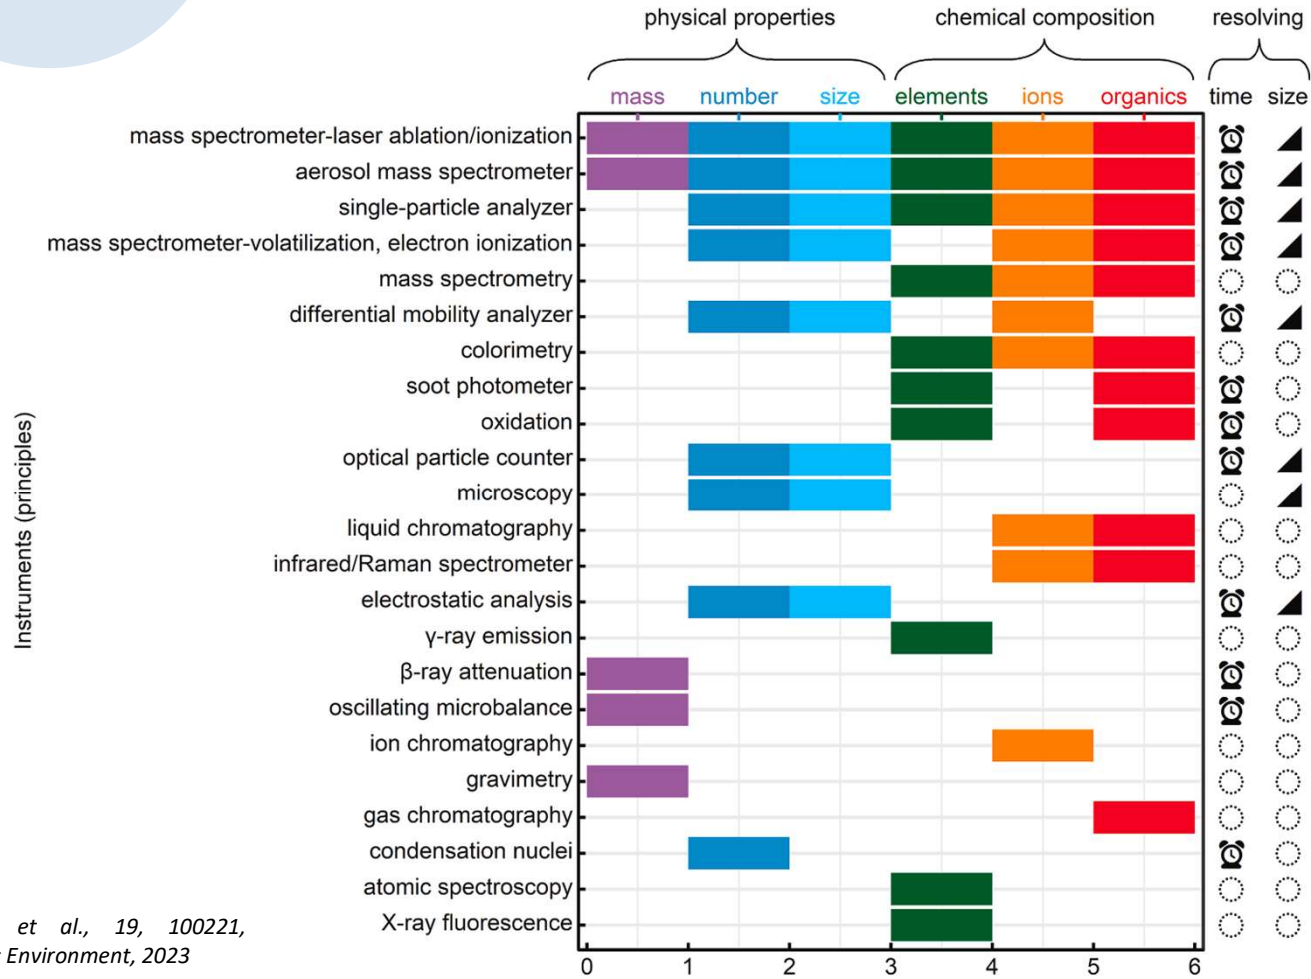 physical properties chemical composition resolving
mass number size elements ions organics time size
mass spectrometer-laser ablation/ionization
aerosol mass spectrometer
single-particle analyzer
mass spectrometer-volatilization, electron ionization
mass spectrometry
differential mobility analyzer
colorimetry
soot photometer
oxidation
optical particle counter
microscopy
liquid chromatography
infrared/Raman spectrometer
electrostatic analysis
γ-ray emission
β-ray attenuation
oscillating microbalance
ion chromatography
gravimetry
gas chromatography
condensation nuclei
atomic spectroscopy
X-ray fluorescence
0 1 2 3 4 5 6
Instruments (principles)
et al., 19, 100221,
Environment, 2023